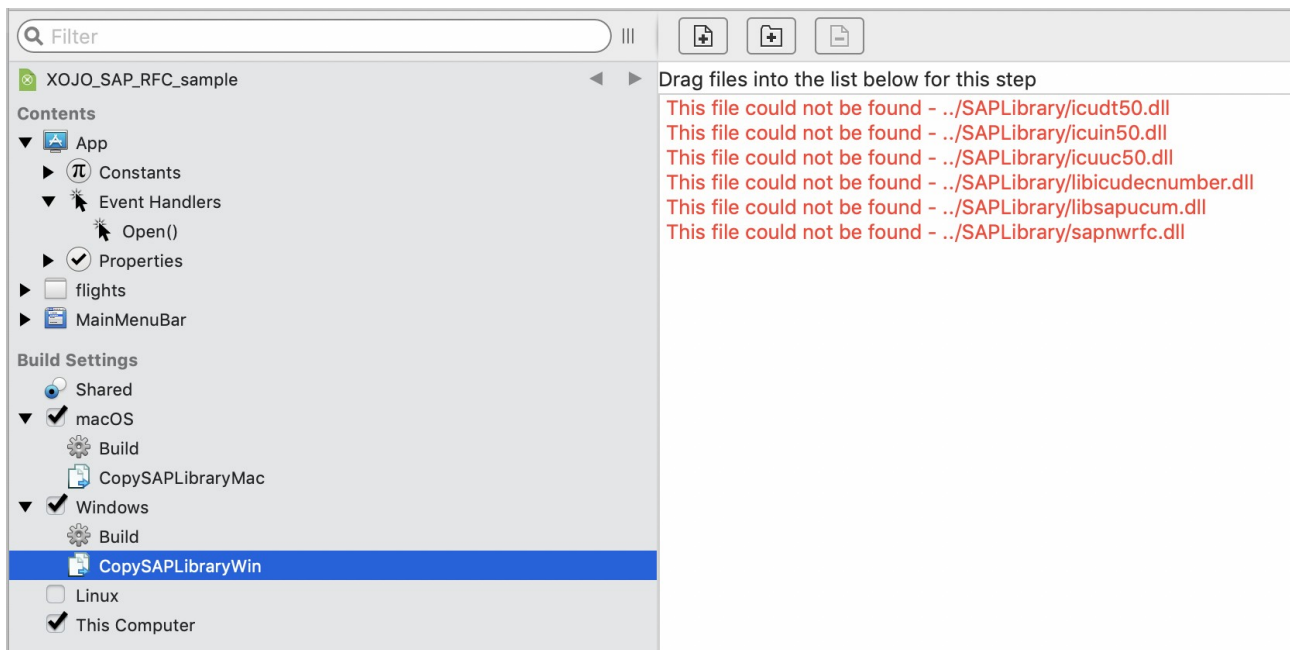 Filter
XOJO_SAP_RFC_sample
Contents
App
Constants
Event Handlers
Open()
Properties
flights
MainMenuBar
Build Settings
Shared
macOS
Build
CopySAPLibraryMac
Windows
Build
CopySAPLibraryWin
Linux
This Computer
Drag files into the list below for this step
This file could not be found - ../SAPLibrary/icudt50.dll
This file could not be found - ../SAPLibrary/icuin50.dll
This file could not be found - ../SAPLibrary/icuuc50.dll
This file could not be found - ../SAPLibrary/libicudecnumber.dll
This file could not be found - ../SAPLibrary/libsapucum.dll
This file could not be found - ../SAPLibrary/sapnwrfc.dll